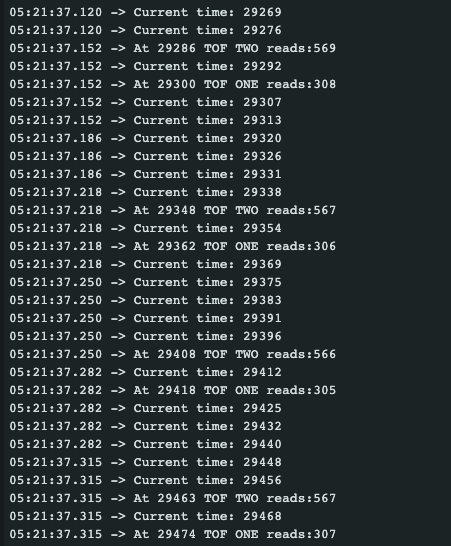 05:21:37.120 -> Current time: 29269
05:21:37.120 -> Current time: 29276
05:21:37.152 -> At 29286 TOF TWO reads:569
05:21:37.152 -> Current time: 29292
05:21:37.152 -> At 29300 TOF ONE reads:308
05:21:37.152 -> Current time: 29307
05:21:37.152 -> Current time: 29313
05:21:37.186 -> Current time: 29320
05:21:37.186 -> Current time: 29326
05:21:37.186 -> Current time: 29331
05:21:37.218 -> Current time: 29338
05:21:37.218 -> At 29348 TOF TWO reads:567
05:21:37.218 -> Current time: 29354
05:21:37.218 -> At 29362 TOF ONE reads:306
05:21:37.218 -> Current time: 29369
05:21:37.250 -> Current time: 29375
05:21:37.250 -> Current time: 29383
05:21:37.250 -> Current time: 29391
05:21:37.250 -> Current time: 29396
05:21:37.250 -> At 29408 TOF TWO reads:566
05:21:37.282 -> Current time: 29412
05:21:37.282 -> At 29418 TOF ONE reads:305
05:21:37.282 -> Current time: 29425
05:21:37.282 -> Current time: 29432
05:21:37.282 -> Current time: 29440
05:21:37.315 -> Current time: 29448
05:21:37.315 -> Current time: 29456
05:21:37.315 -> At 29463 TOF TWO reads:567
05:21:37.315 -> Current time: 29468
05:21:37.315 -> At 29474 TOF ONE reads:307